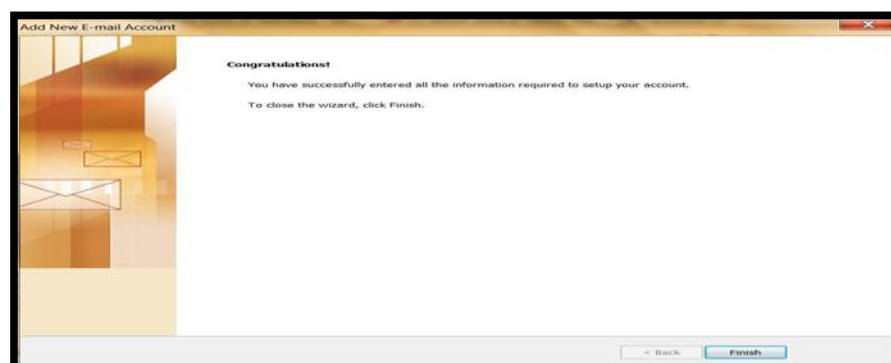 Add New E-mail Account
Congratulations!
You have successfully entered all the information required to setup your account.
To close the wizard, click Finish.
< Back Finish